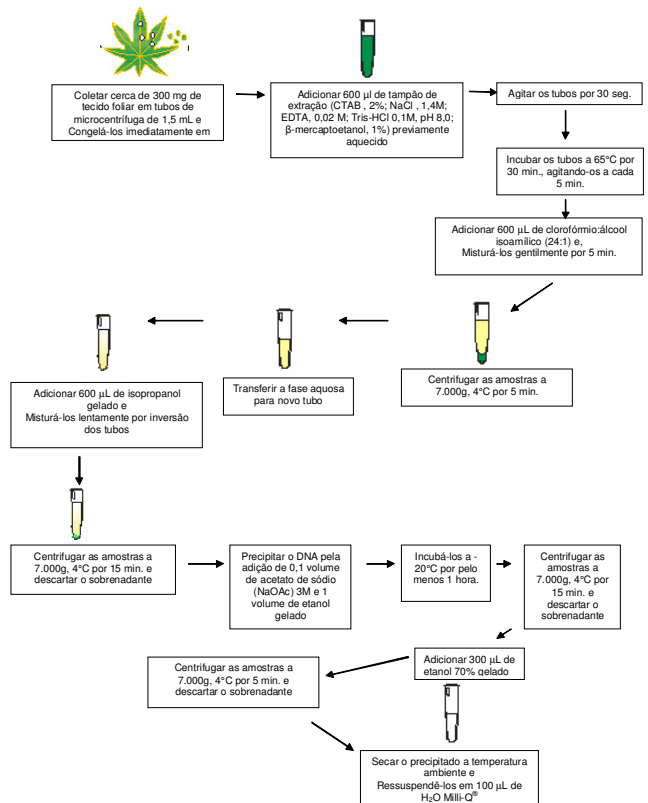 Coletar cerca de 300 mg de
tecido foliar em tubos de
microcentrífuga de 1,5 mL e
Congelá-los imediatamente em
Adicionar 600 µl de tampão de
extração (CTAB , 2%; NaCl , 1,4M;
EDTA, 0,02 M; Tris-HCl 0,1M, pH 8,0;
β-mercaptoetanol, 1%) previamente
aquecido
Agitar os tubos por 30 seg.
Incubar os tubos a 65°C por
30 min., agitando-os a cada
5 min.
Adicionar 600 µL de clorofórmio:álcool
isoamílico (24:1) e,
Misturá-los gentilmente por 5 min.
Centrifugar as amostras a
7.000g, 4°C por 5 min.
Transferir a fase aquosa
para novo tubo
Adicionar 600 µL de isopropanol
gelado e
Misturá-los lentamente por inversão
dos tubos
Centrifugar as amostras a
7.000g, 4°C por 15 min. e
descartar o sobrenadante
Precipitar o DNA pela
adição de 0,1 volume
de acetato de sódio
(NaOAc) 3M e 1
volume de etanol
gelado
Incubá-los a -
20°C por pelo
menos 1 hora.
Centrifugar as
amostras a
7.000g, 4°C por
15 min. e
descartar o
sobrenadante
Adicionar 300 µL de
etanol 70% gelado
Centrifugar as amostras a
7.000g, 4°C por 5 min. e
descartar o sobrenadante
Secar o precipitado a temperatura
ambiente e
Ressuspendê-los em 100 µL de
H₂O Milli-Q®